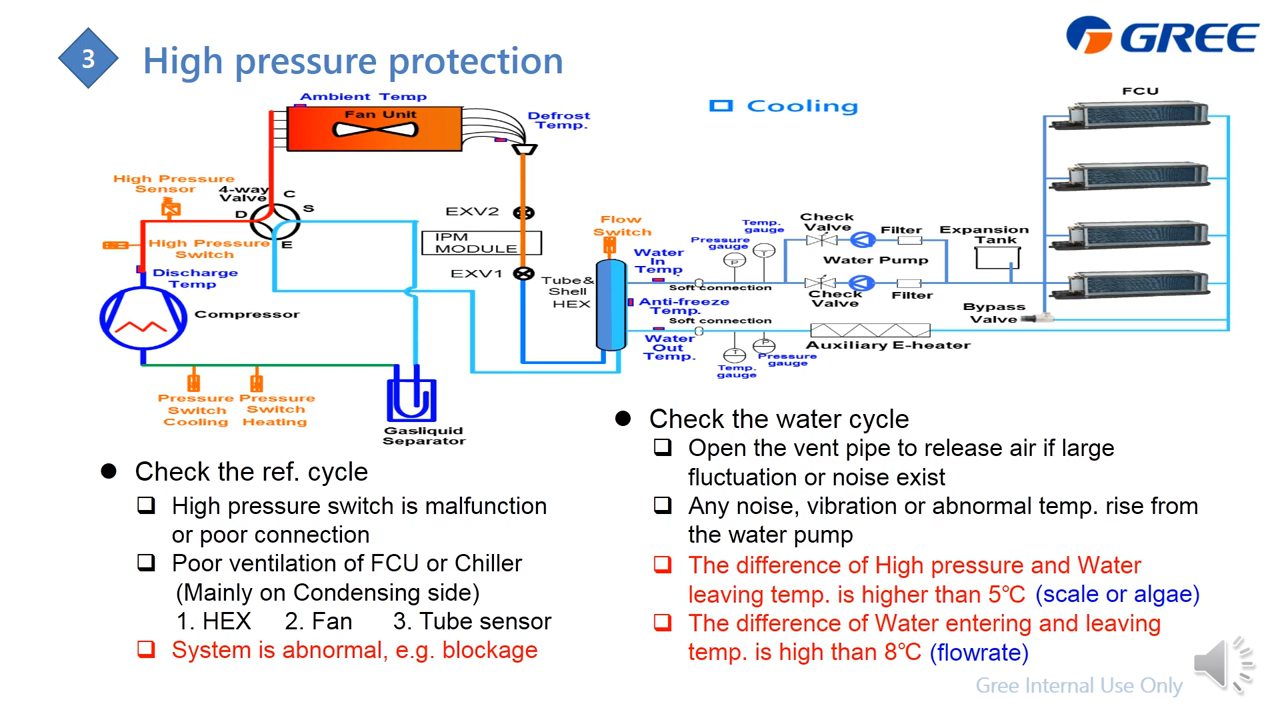 3
High pressure protection
GREE
Ambient Temp
Fan Unit
Defrost
Temp.
Cooling
FCU
High Pressure
Sensor
4-way
Valve
C
D
S
E
High Pressure
Switch
Discharge
Temp
Compressor
EXV2
IPM
MODULE
EXV1
Tube&
Shell
HEX
Flow
Switch
Water
In
Temp.
Pressure
gauge
P
Temp.
gauge
T
Check
Valve
Filter
Water Pump
Expansion
Tank
Soft connection
Check
Valve
Filter
Anti-freeze
Temp.
Soft connection
Bypass
Valve
Water
Out
Temp.
T
Temp.
gauge
P
Pressure
gauge
Auxiliary E-heater
Pressure
Switch
Cooling
Pressure
Switch
Heating
Gasliquid
Separator
● Check the ref. cycle
❑ High pressure switch is malfunction
or poor connection
❑ Poor ventilation of FCU or Chiller
(Mainly on Condensing side)
1. HEX 2. Fan 3. Tube sensor
❑ System is abnormal, e.g. blockage
● Check the water cycle
❑ Open the vent pipe to release air if large
fluctuation or noise exist
❑ Any noise, vibration or abnormal temp. rise from
the water pump
❑ The difference of High pressure and Water
leaving temp. is higher than 5℃ (scale or algae)
❑ The difference of Water entering and leaving
temp. is high than 8℃ (flowrate)
Gree Internal Use Only